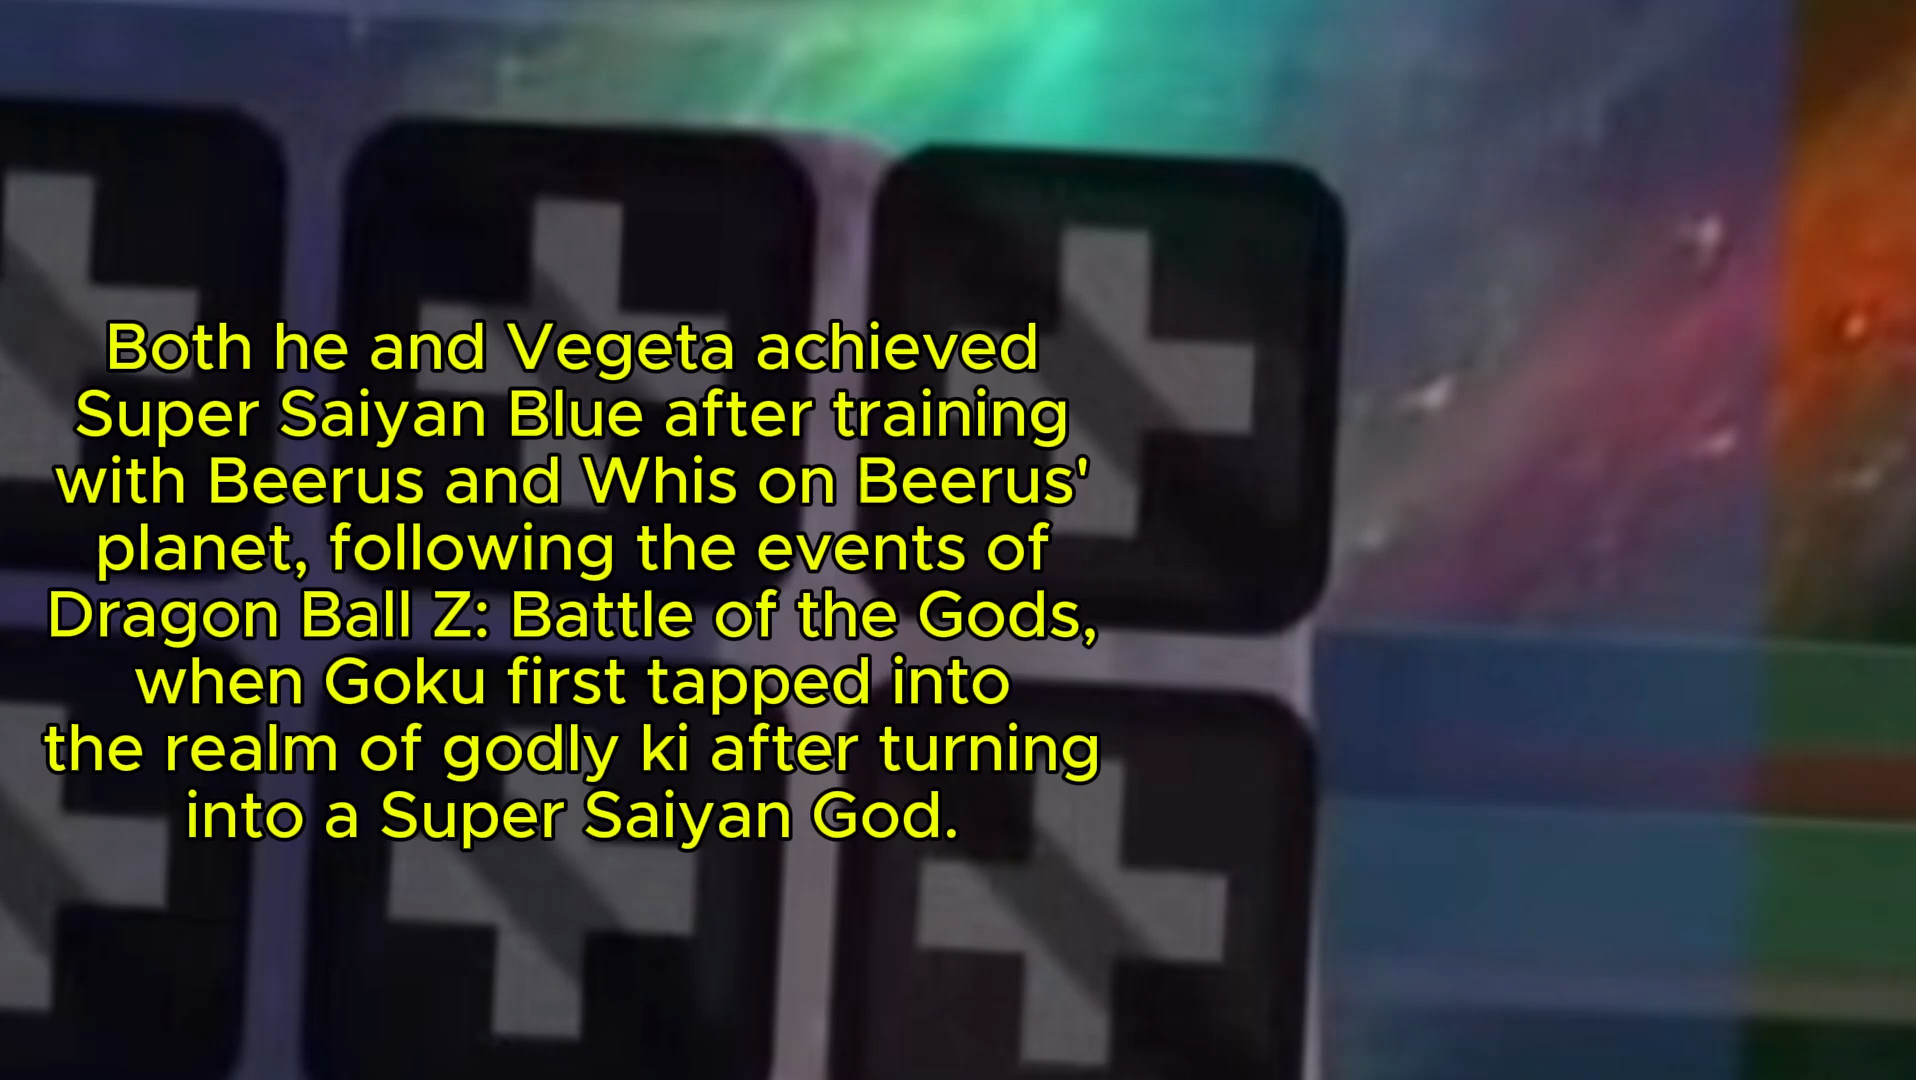 Both he and Vegeta achieved
Super Saiyan Blue after training
with Beerus and Whis on Beerus'
planet, following the events of
Dragon Ball Z: Battle of the Gods,
when Goku first tapped into
the realm of godly ki after turning
into a Super Saiyan God.